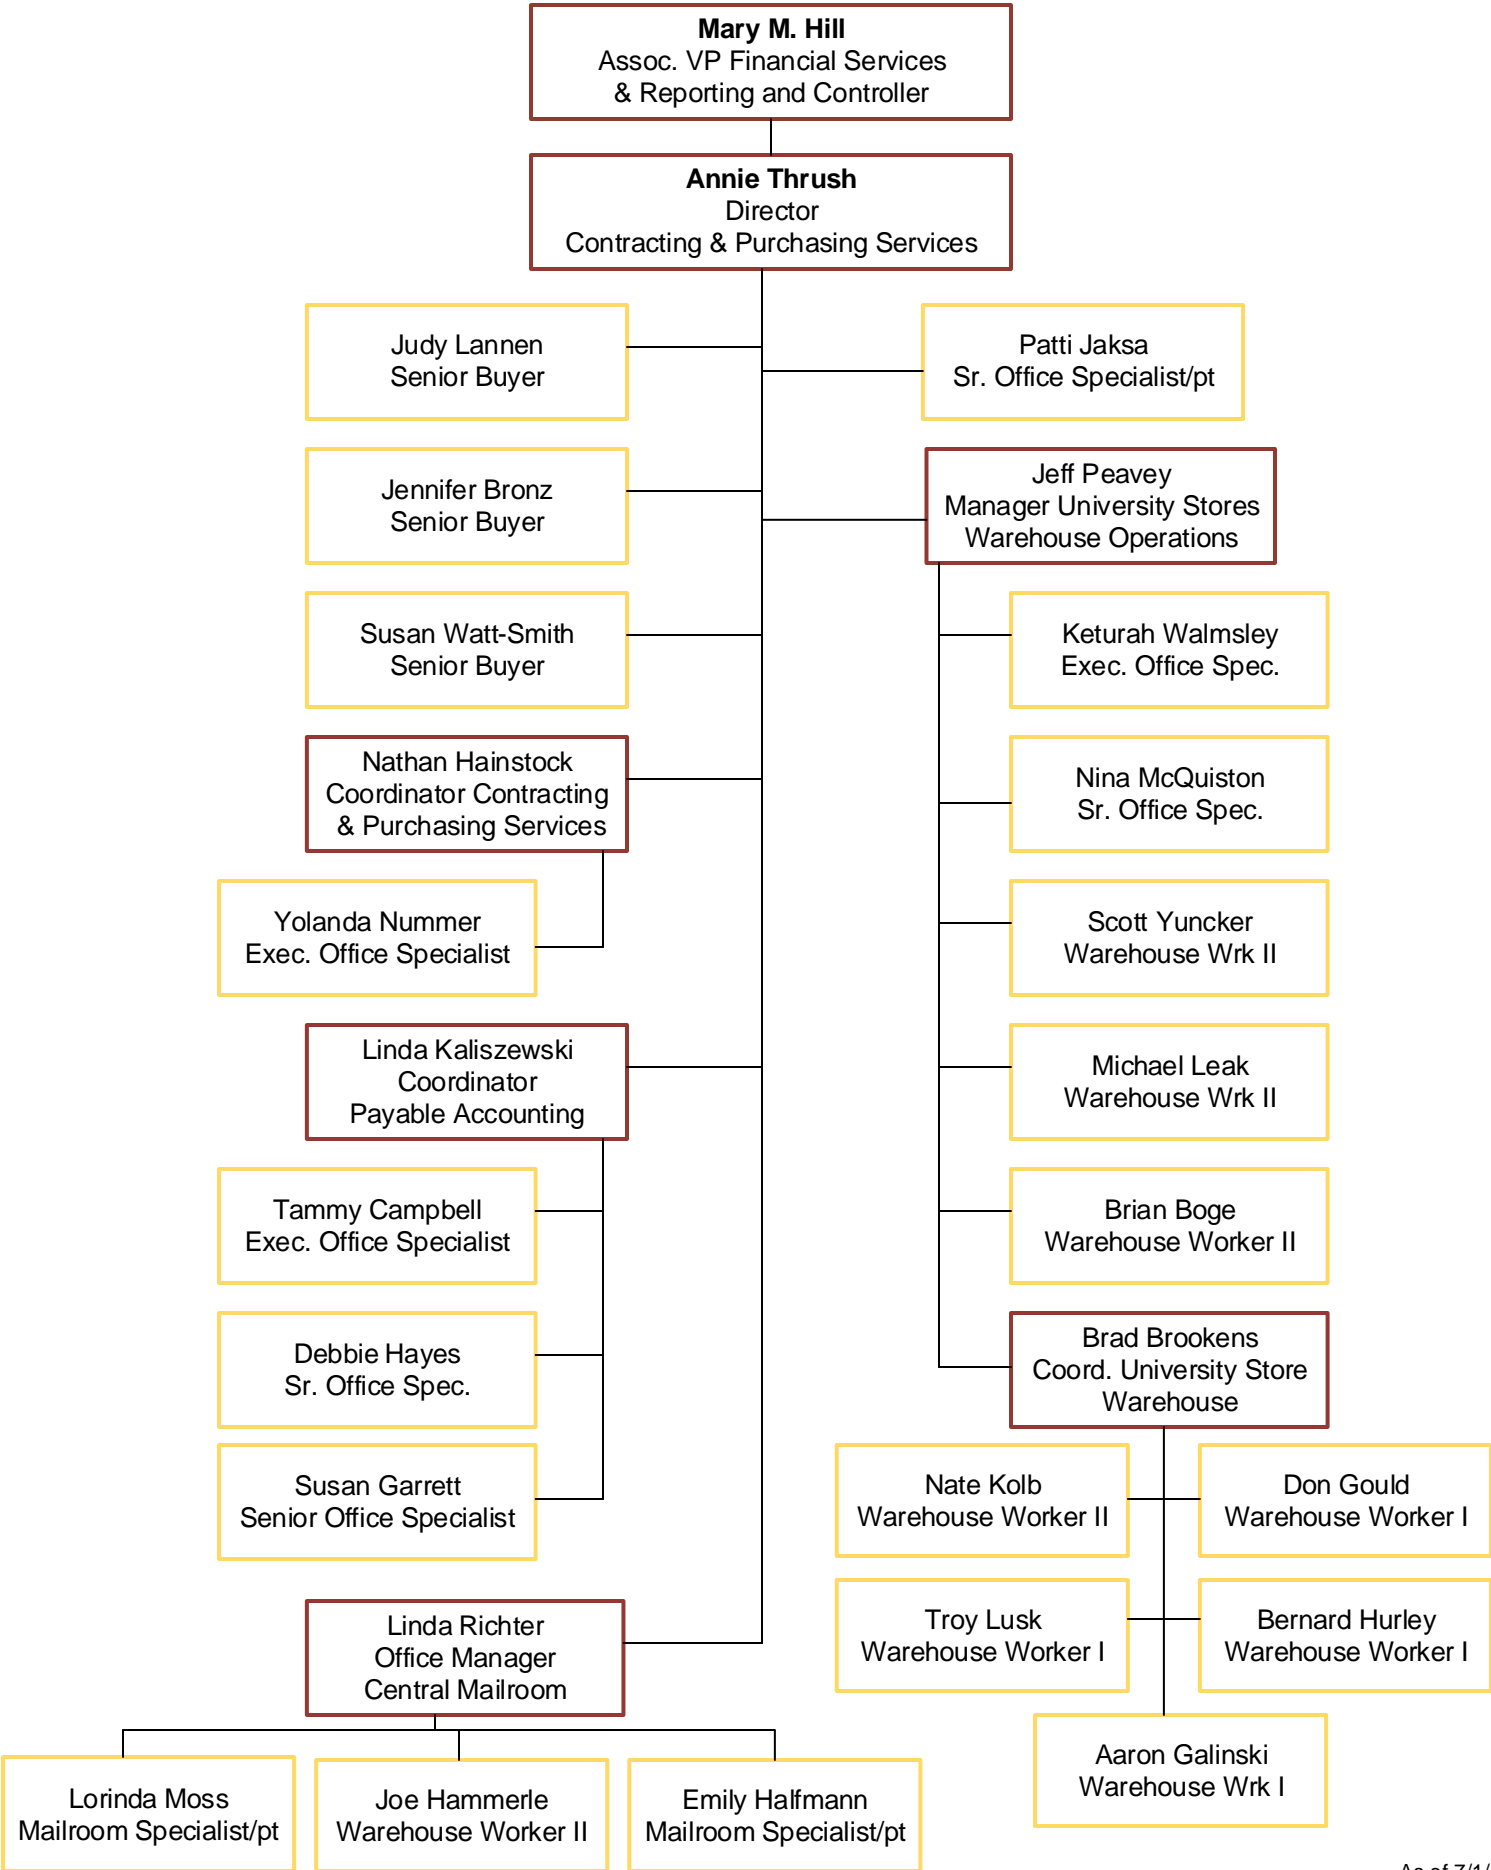 Mary M. Hill
Assoc. VP Financial Services
& Reporting and Controller
Annie Thrush
Director
Contracting & Purchasing Services
Judy Lannen
Senior Buyer
Patti Jaksa
Sr. Office Specialist/pt
Jennifer Bronz
Senior Buyer
Jeff Peavey
Manager University Stores
Warehouse Operations
Susan Watt-Smith
Senior Buyer
Keturah Walmsley
Exec. Office Spec.
Nathan Hainstock
Coordinator Contracting
& Purchasing Services
Nina McQuiston
Sr. Office Spec.
Yolanda Nummer
Exec. Office Specialist
Scott Yuncker
Warehouse Wrk II
Linda Kaliszewski
Coordinator
Payable Accounting
Michael Leak
Warehouse Wrk II
Tammy Campbell
Exec. Office Specialist
Brian Boge
Warehouse Worker II
Debbie Hayes
Sr. Office Spec.
Brad Brookens
Coord. University Store
Warehouse
Susan Garrett
Senior Office Specialist
Nate Kolb
Warehouse Worker II
Don Gould
Warehouse Worker I
Linda Richter
Office Manager
Central Mailroom
Troy Lusk
Warehouse Worker I
Bernard Hurley
Warehouse Worker I
Aaron Galinski
Warehouse Wrk I
Lorinda Moss
Mailroom Specialist/pt
Joe Hammerle
Warehouse Worker II
Emily Halfmann
Mailroom Specialist/pt
As of 7/1/